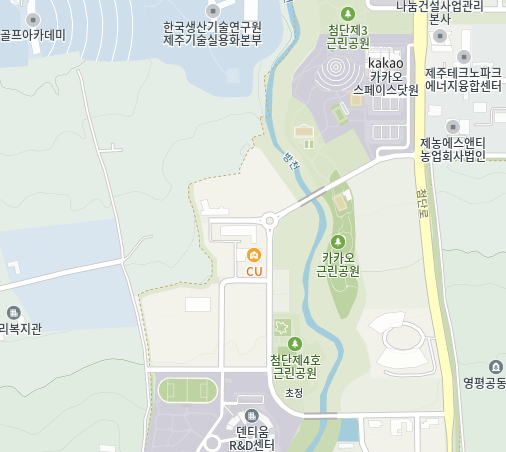 나눔건설사업관리
본사
골프아카데미
한국생산기술연구원
제주기술실용화본부
첨단제3
근린공원
kakao
카카오
스페이스닷원
제주테크노파크
에너지융합센터
제농에스앤티
농업회사법인
방천
첨단로
카카오
근린공원
CU
리복지관
첨단제4호
근린공원
영평공동
초정
덴티움
R&D센터